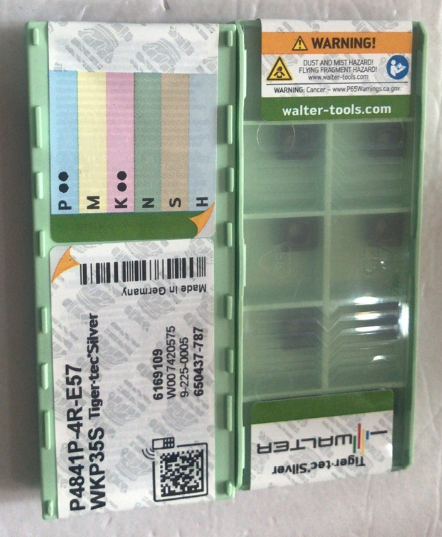 WARNING!
DUST AND MIST HAZARD!
FLYING FRAGMENT HAZARD!
www.walter-tools.com
WARNING: Cancer – www.P65Warnings.ca.gov
walter-tools.com
P ●●
M
K ●●
N
S
H
Made in Germany
P4841P-4R-E57
WKP35S Tiger·tec®Silver
6169109
W007420575
9-225-0005
650437-787
WALTER
Tiger·tec®Silver